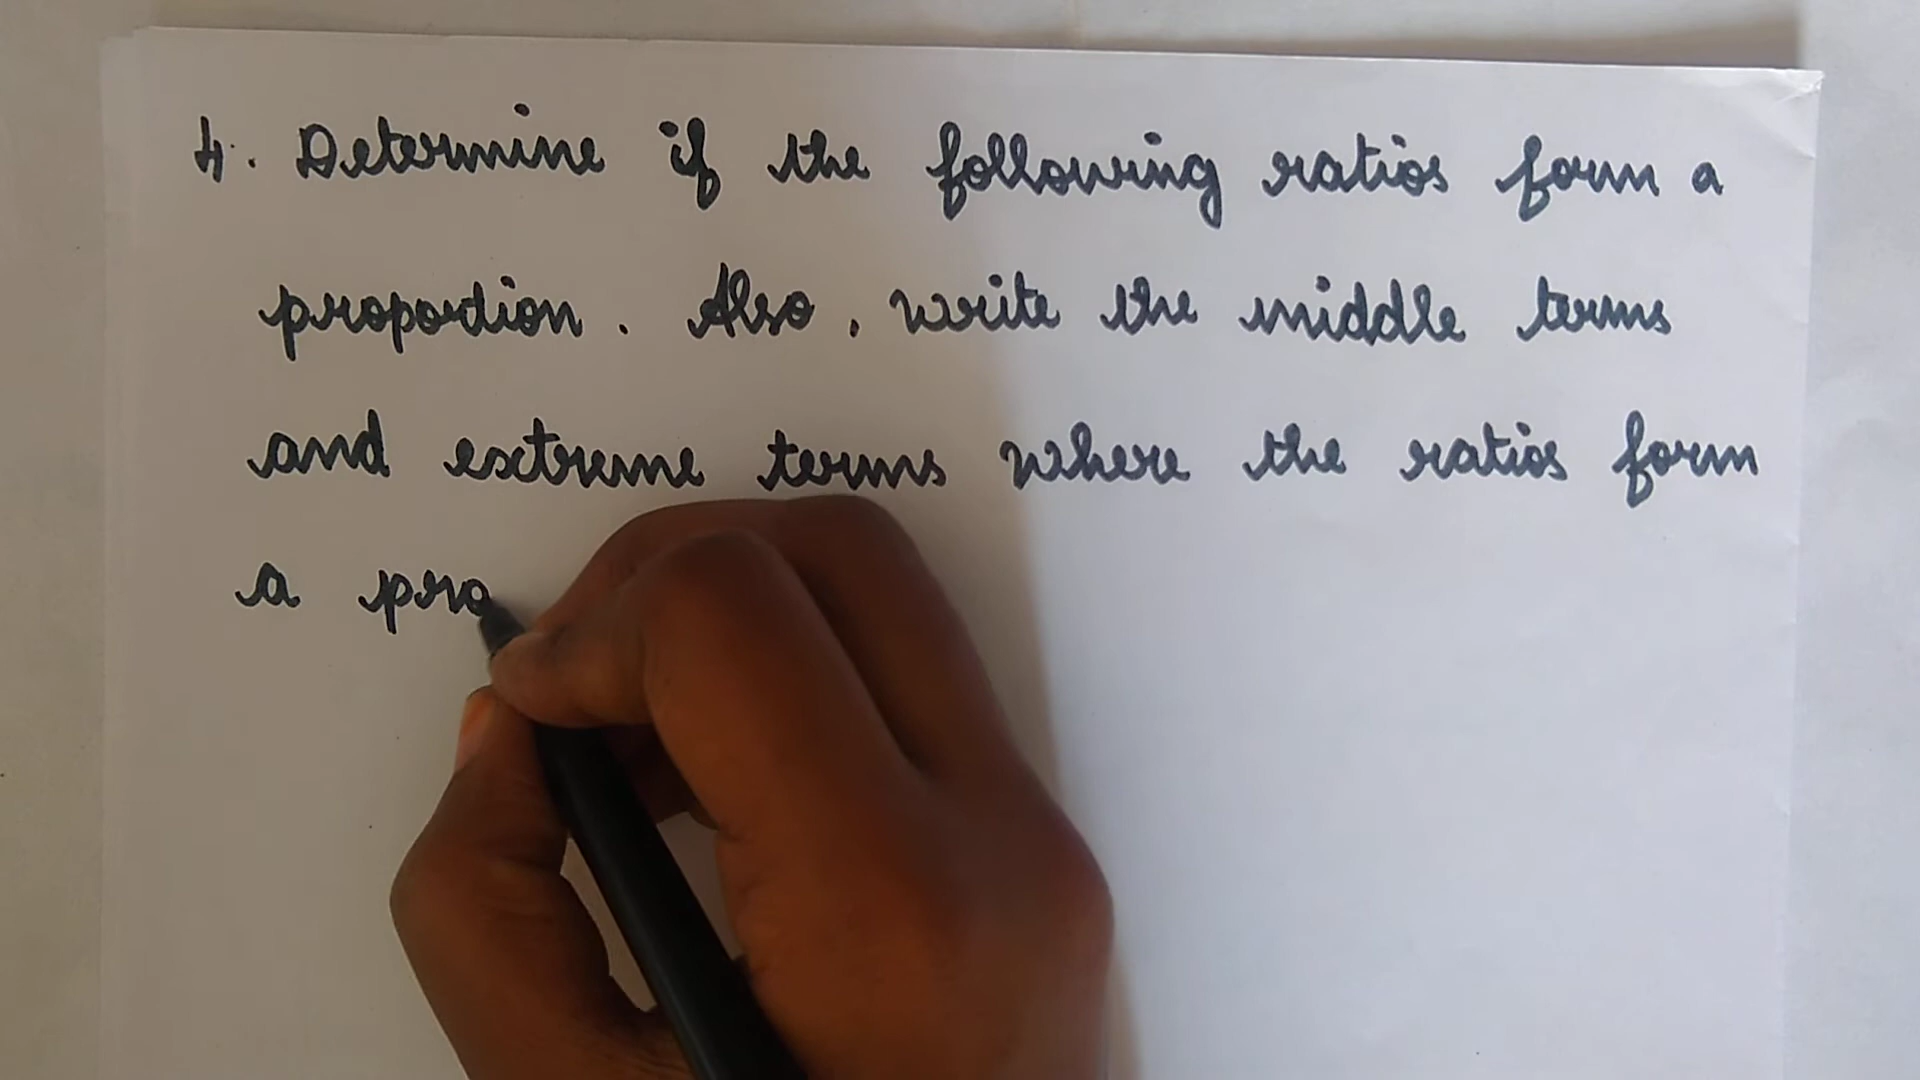 4. Determine if the following ratios form a
proportion. Also, write the middle terms
and extreme terms where the ratios form
a pro